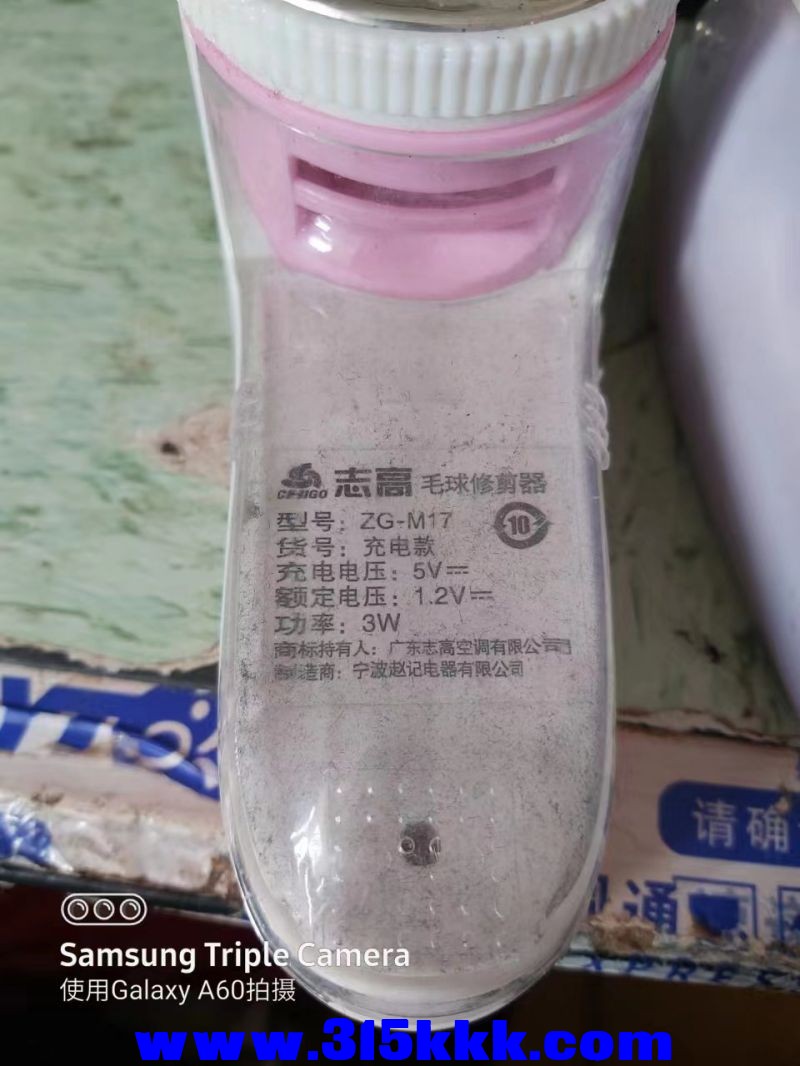 CHIGO 志高 毛球修剪器
型号：ZG-M17
10
货号：充电款
充电电压：5V⎓
额定电压：1.2V⎓
功率：3W
商标持有人：广东志高空调有限公司
制造商：宁波赵记电器有限公司
请确
通
XPRES
Samsung Triple Camera
使用Galaxy A60拍摄
www.315kkk.com